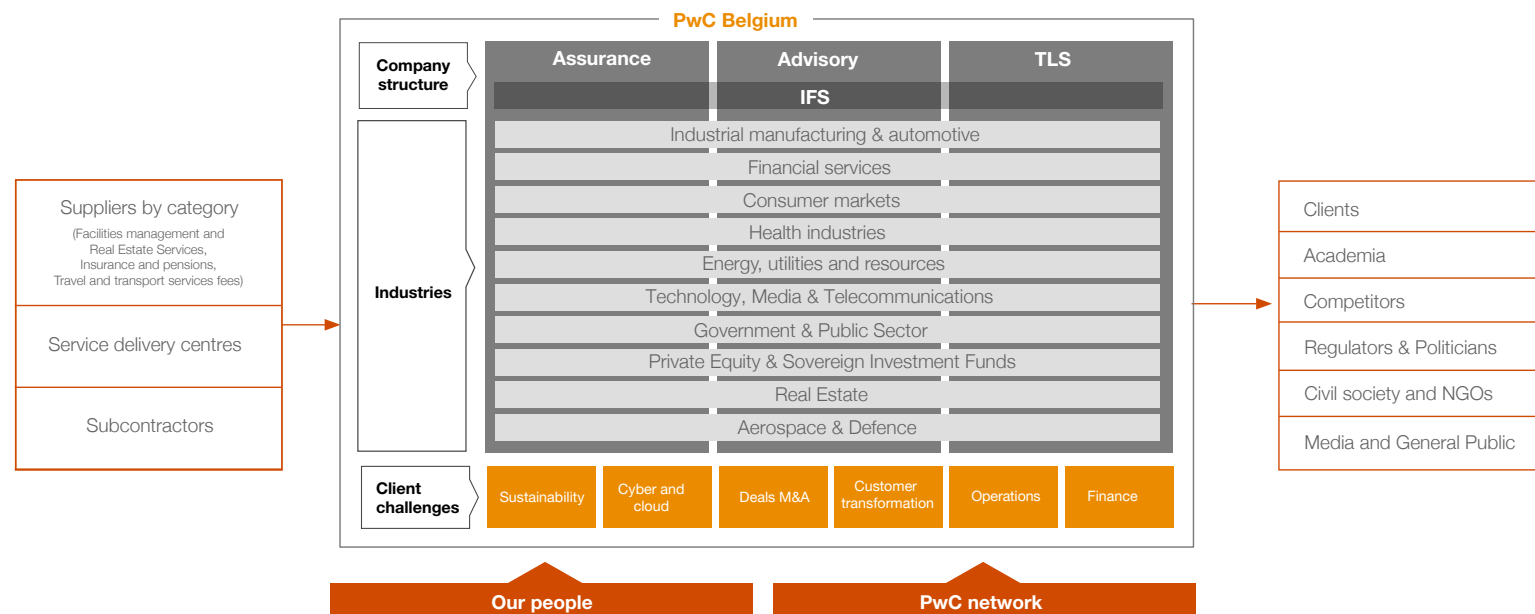 PwC Belgium
Company
structure
Assurance
Advisory
TLS
IFS
Industries
Industrial manufacturing & automotive
Financial services
Consumer markets
Health industries
Energy, utilities and resources
Technology, Media & Telecommunications
Government & Public Sector
Private Equity & Sovereign Investment Funds
Real Estate
Aerospace & Defence
Client
challenges
Sustainability
Cyber and
cloud
Deals M&A
Customer
transformation
Operations
Finance
Suppliers by category
(Facilities management and
Real Estate Services,
Insurance and pensions,
Travel and transport services fees)
Service delivery centres
Subcontractors
Clients
Academia
Competitors
Regulators & Politicians
Civil society and NGOs
Media and General Public
Our people
PwC network